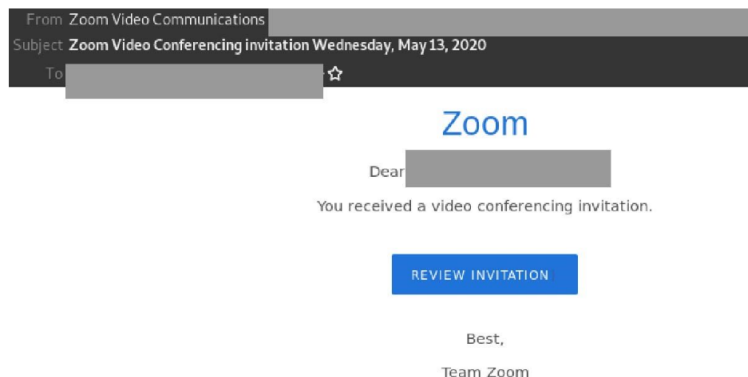 From Zoom Video Communications
Subject Zoom Video Conferencing invitation Wednesday, May 13, 2020
To
Zoom
Dear
You received a video conferencing invitation.
REVIEW INVITATION
Best,
Team Zoom